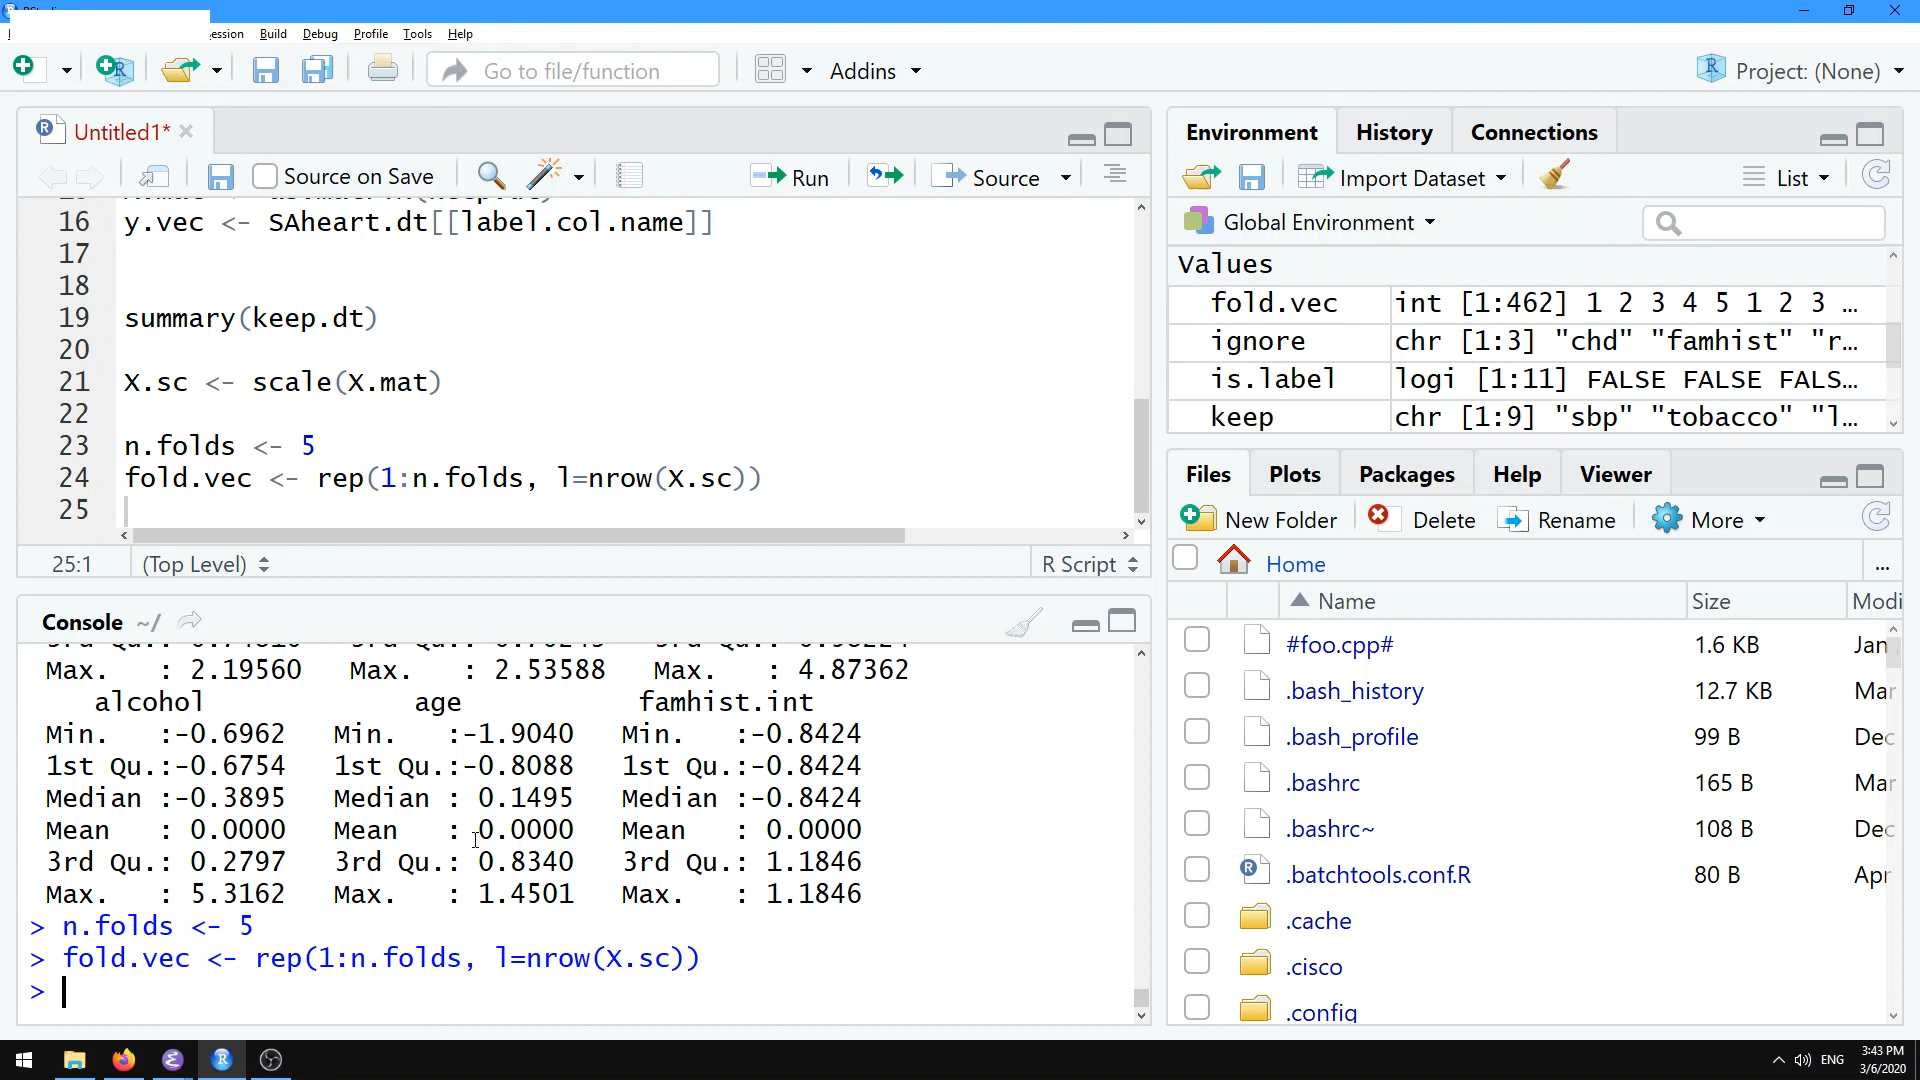 ession Build Debug Profile Tools Help
Go to file/function
Addins
Project: (None)
Untitled1*
Source on Save
Run
Source
16 y.vec <- SAheart.dt[[label.col.name]]
17
18
19 summary(keep.dt)
20
21 X.sc <- scale(X.mat)
22
23 n.folds <- 5
24 fold.vec <- rep(1:n.folds, l=nrow(X.sc))
25
25:1 (Top Level) R Script
Console ~/
Max. : 2.19560 Max. : 2.53588 Max. : 4.87362
alcohol age famhist.int
Min. :-0.6962 Min. :-1.9040 Min. :-0.8424
1st Qu.:-0.6754 1st Qu.:-0.8088 1st Qu.:-0.8424
Median :-0.3895 Median : 0.1495 Median :-0.8424
Mean : 0.0000 Mean : 0.0000 Mean : 0.0000
3rd Qu.: 0.2797 3rd Qu.: 0.8340 3rd Qu.: 1.1846
Max. : 5.3162 Max. : 1.4501 Max. : 1.1846
> n.folds <- 5
> fold.vec <- rep(1:n.folds, l=nrow(X.sc))
>
Environment History Connections
Import Dataset List
Global Environment
Values
fold.vec int [1:462] 1 2 3 4 5 1 2 3 ...
ignore chr [1:3] "chd" "famhist" "r...
is.label logi [1:11] FALSE FALSE FALS...
keep chr [1:9] "sbp" "tobacco" "l...
Files Plots Packages Help Viewer
New Folder Delete Rename More
Home ...
Name Size Modi
#foo.cpp# 1.6 KB Jan
.bash_history 12.7 KB Mar
.bash_profile 99 B Dec
.bashrc 165 B Mar
.bashrc~ 108 B Dec
.batchtools.conf.R 80 B Apr
.cache
.cisco
.config
ENG
3:43 PM
3/6/2020